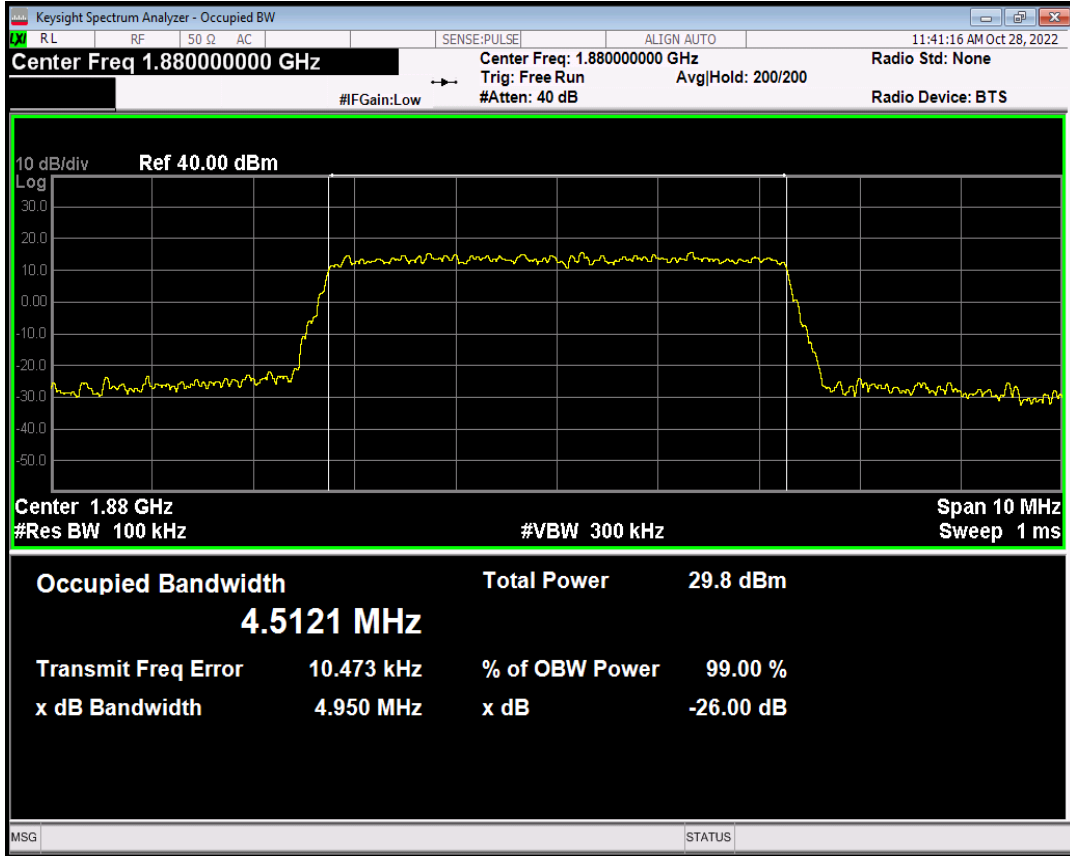 Keysight Spectrum Analyzer - Occupied BW
LXI RL RF 50 Ω AC SENSE:PULSE ALIGN AUTO 11:41:16 AM Oct 28, 2022
Center Freq 1.880000000 GHz Center Freq: 1.880000000 GHz Radio Std: None
Trig: Free Run Avg|Hold: 200/200
#IFGain:Low #Atten: 40 dB Radio Device: BTS
10 dB/div Ref 40.00 dBm
Log
30.0
20.0
10.0
0.00
-10.0
-20.0
-30.0
-40.0
-50.0
Center 1.88 GHz Span 10 MHz
#Res BW 100 kHz #VBW 300 kHz Sweep 1 ms
Occupied Bandwidth Total Power 29.8 dBm
4.5121 MHz
Transmit Freq Error 10.473 kHz % of OBW Power 99.00 %
x dB Bandwidth 4.950 MHz x dB -26.00 dB
MSG STATUS